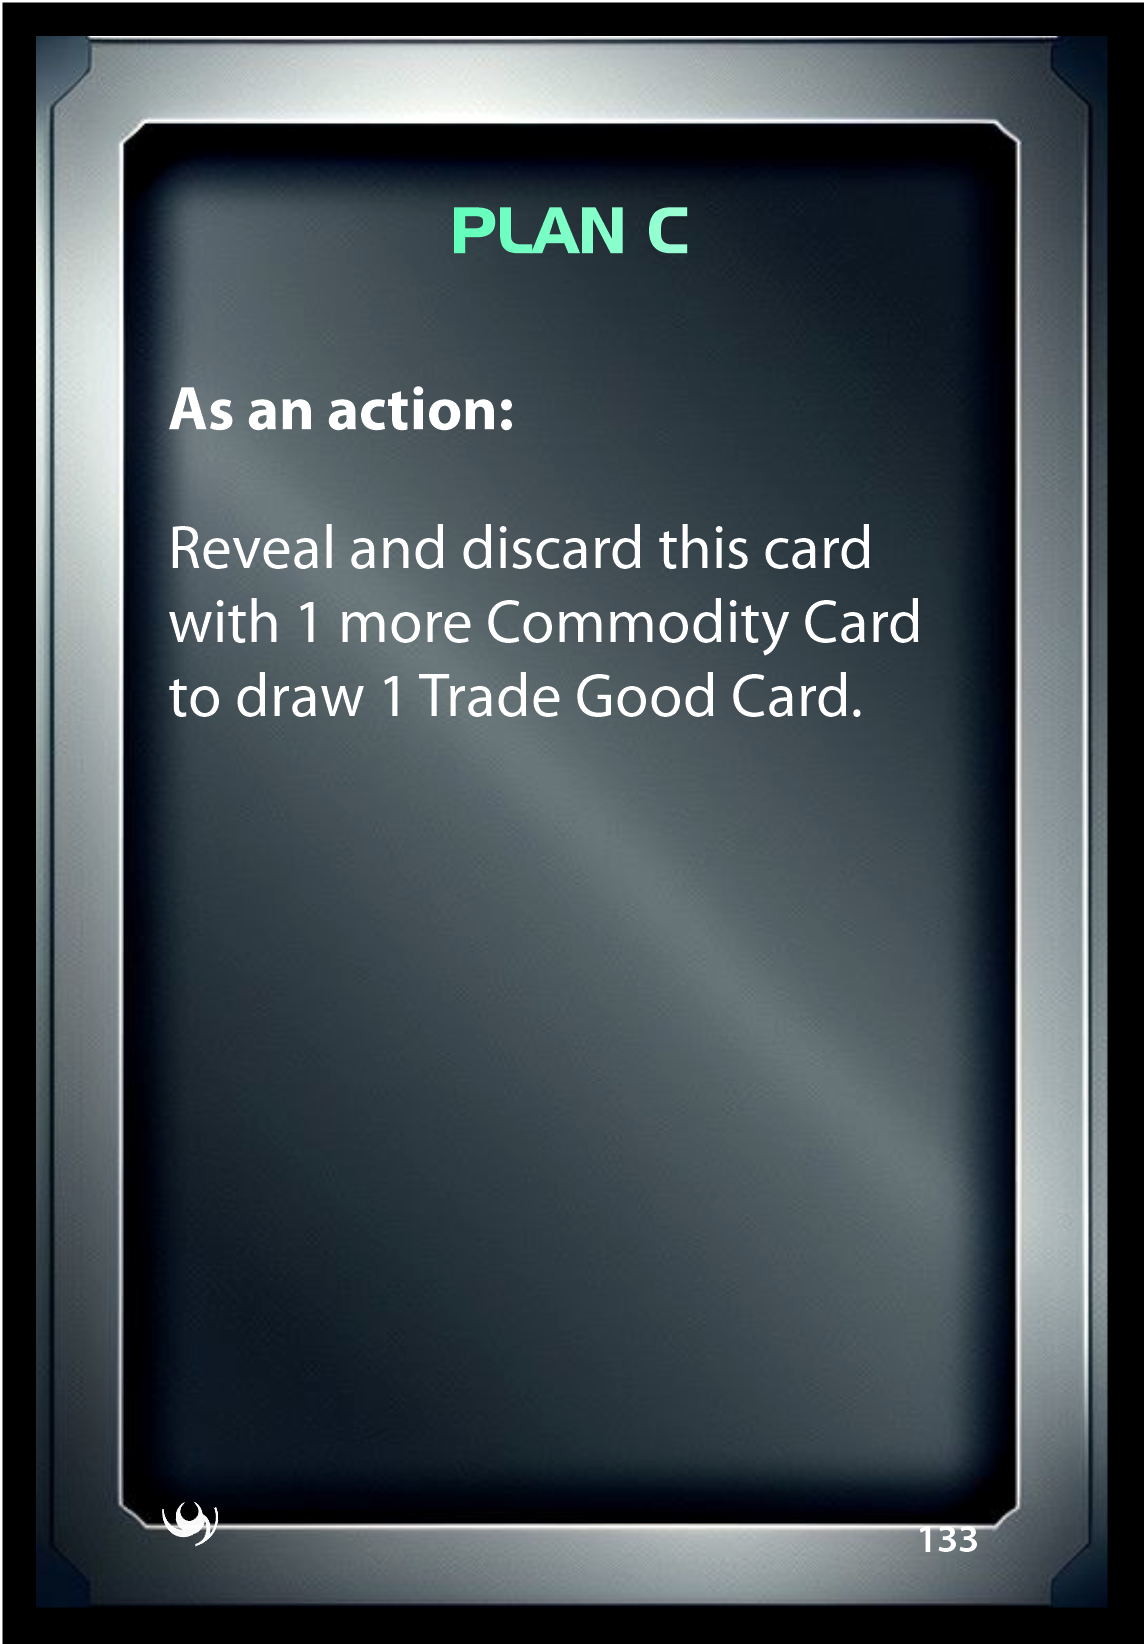 PLAN C
As an action:
Reveal and discard this card
with 1 more Commodity Card
to draw 1 Trade Good Card.
133